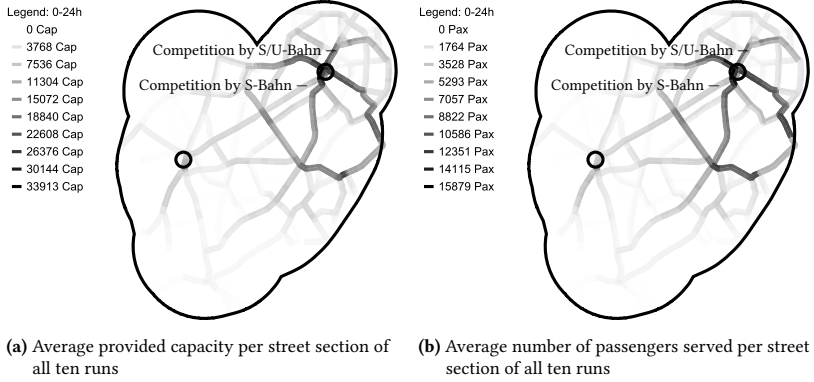 Legend: 0-24h
0 Cap
3768 Cap
7536 Cap
11304 Cap
15072 Cap
18840 Cap
22608 Cap
26376 Cap
30144 Cap
33913 Cap
Competition by S/U-Bahn
Competition by S-Bahn
(a) Average provided capacity per street section of
all ten runs
Legend: 0-24h
0 Pax
1764 Pax
3528 Pax
5293 Pax
7057 Pax
8822 Pax
10586 Pax
12351 Pax
14115 Pax
15879 Pax
Competition by S/U-Bahn
Competition by S-Bahn
(b) Average number of passengers served per street
section of all ten runs